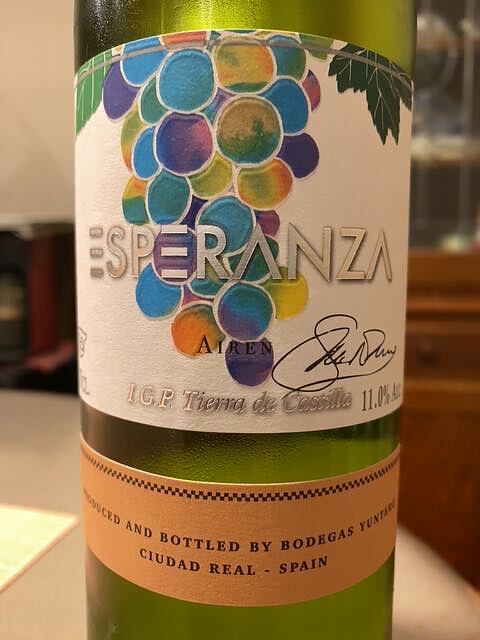 ESPERANZA
AIREN
I.G.P. Tierra de Castilla 11.0% Alc.
PRODUCED AND BOTTLED BY BODEGAS YUNTERO
CIUDAD REAL - SPAIN